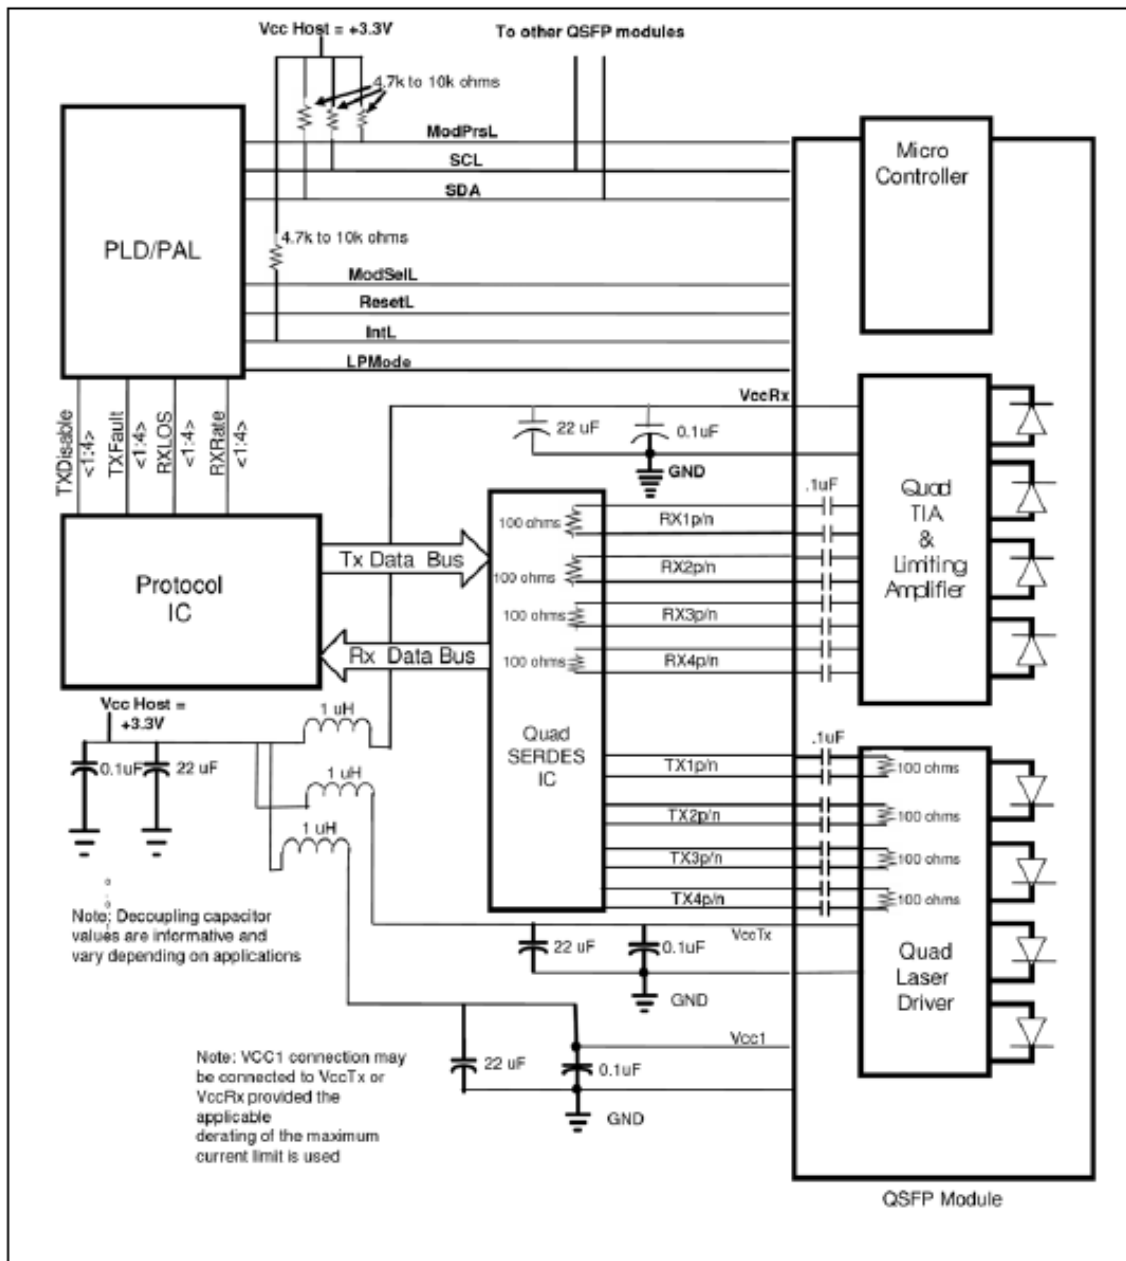 Vcc Host = +3.3V
To other QSFP modules
4.7k to 10k ohms
ModPrsL
SCL
SDA
Micro
Controller
PLD/PAL
4.7k to 10k ohms
ModSelL
ResetL
IntL
LPMode
VccRx
TXDisable
<1:4>
TXFault
<1:4>
RXLOS
<1:4>
RXRate
<1:4>
22 uF
0.1uF
GND
.1uF
Quad
TIA
&
Limiting
Amplifier
100 ohms
RX1p/n
100 ohms
RX2p/n
100 ohms
RX3p/n
100 ohms
RX4p/n
Protocol
IC
Tx Data Bus
Rx Data Bus
Vcc Host =
+3.3V
0.1uF
22 uF
1 uH
1 uH
1 uH
Quad
SERDES
IC
.1uF
TX1p/n
100 ohms
TX2p/n
100 ohms
TX3p/n
100 ohms
TX4p/n
100 ohms
Note: Decoupling capacitor
values are informative and
vary depending on applications
VccTx
22 uF
0.1uF
GND
Quad
Laser
Driver
Vcc1
22 uF
0.1uF
GND
Note: VCC1 connection may
be connected to VccTx or
VccRx provided the
applicable
derating of the maximum
current limit is used
QSFP Module